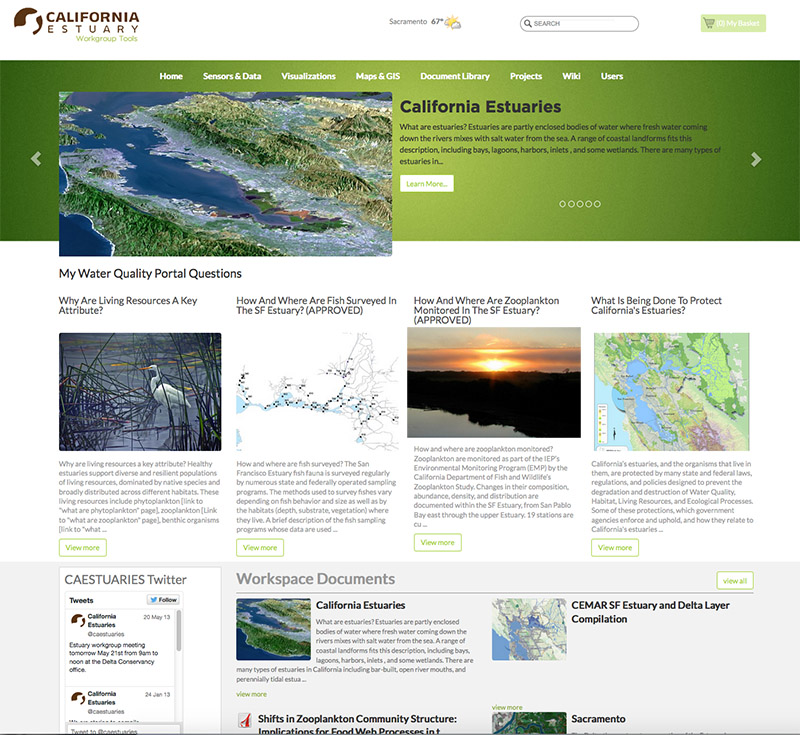 CALIFORNIA
ESTUARY
Workgroup Tools
Sacramento 67°
SEARCH
(0) My Basket
Home Sensors & Data Visualizations Maps & GIS Document Library Projects Wiki Users
California Estuaries
What are estuaries? Estuaries are partly enclosed bodies of water where fresh water coming
down the rivers mixes with salt water from the sea. A range of coastal landforms fits this
description, including bays, lagoons, harbors, inlets , and some wetlands. There are many types of
estuaries in...
Learn More...
My Water Quality Portal Questions
Why Are Living Resources A Key
Attribute?
Why are living resources a key attribute? Healthy
estuaries support diverse and resilient populations
of living resources, dominated by native species and
broadly distributed across different habitats. These
living resources include phytoplankton [link to
"what are phytoplankton" page], zooplankton [Link
to "what are zooplankton" page], benthic organisms
[link to "what ...
View more
How And Where Are Fish Surveyed In
The SF Estuary? (APPROVED)
How and where are fish surveyed? The San
Francisco Estuary fish fauna is surveyed regularly
by numerous state and federally operated sampling
programs. The methods used to survey fishes vary
depending on fish behavior and size as well as by
the habitats (depth, substrate, vegetation) where
they live. A brief description of the fish sampling
programs whose data are used ...
View more
How And Where Are Zooplankton
Monitored In The SF Estuary?
(APPROVED)
How and where are zooplankton monitored?
Zooplankton are monitored as part of the IEP's
Environmental Monitoring Program (EMP) by the
California Department of Fish and Wildlife's
Zooplankton Study. Changes in their composition,
abundance, density, and distribution are
documented within the SF Estuary, from San Pablo
Bay east through the upper Estuary. 19 stations are
cu ...
View more
What Is Being Done To Protect
California's Estuaries?
California's estuaries, and the organisms that live in
them, are protected by many state and federal laws,
regulations, and policies designed to prevent the
degradation and destruction of Water Quality,
Habitat, Living Resources, and Ecological Processes.
Some of these protections, which government
agencies enforce and uphold, and how they relate to
California's estuaries ...
View more
CAESTUARIES Twitter
Tweets
Follow
California
Estuaries
@caestuaries
20 May 13
Estuary workgroup meeting
tomorrow May 21st from 9am to
noon at the Delta Conservancy
office.
California
Estuaries
@caestuaries
24 Jan 13
We are starting to compile
Tweet to @caestuaries
Workspace Documents
view all
California Estuaries
What are estuaries? Estuaries are partly enclosed
bodies of water where fresh water coming down the
rivers mixes with salt water from the sea. A range of
coastal landforms fits this description, including bays,
lagoons, harbors, inlets , and some wetlands. There are
many types of estuaries in California including bar-built, open river mouths, and
perennially tidal estua ...
view more
CEMAR SF Estuary and Delta Layer
Compilation
view more
Shifts in Zooplankton Community Structure:
Implications for Food Web Processes in t
Sacramento